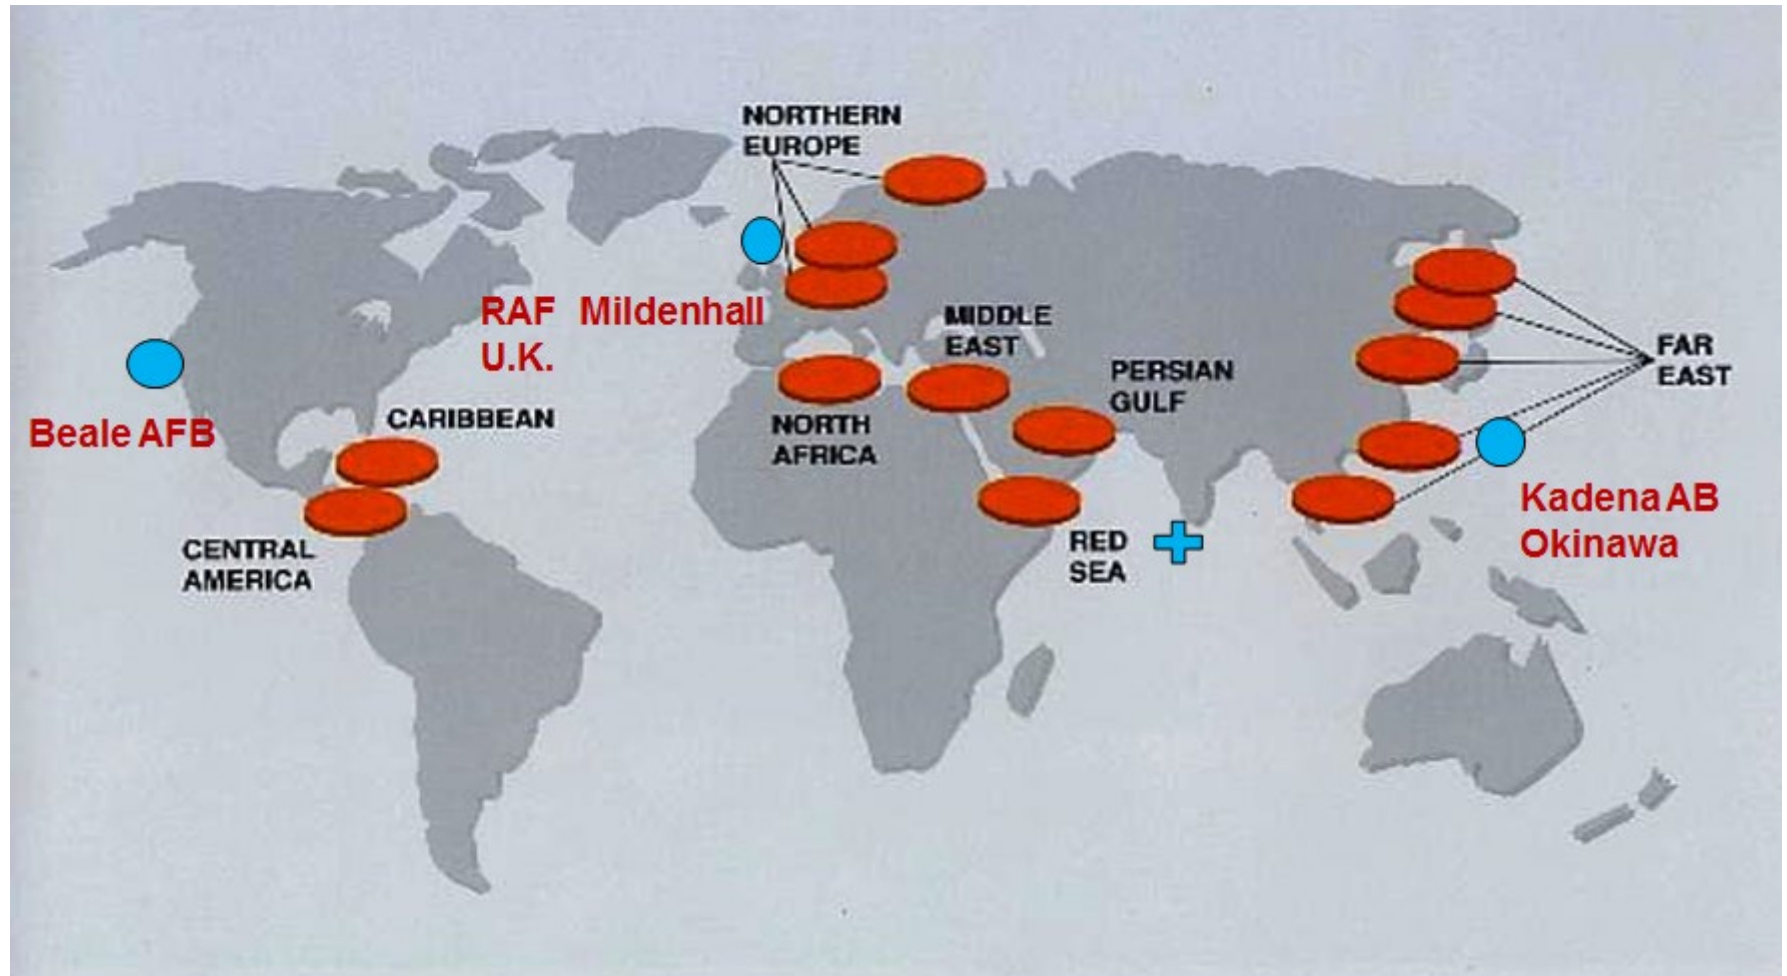 NORTHERN
EUROPE
RAF Mildenhall
U.K.
MIDDLE
EAST
FAR
EAST
PERSIAN
GULF
Beale AFB
CARIBBEAN
NORTH
AFRICA
Kadena AB
Okinawa
CENTRAL
AMERICA
RED
SEA